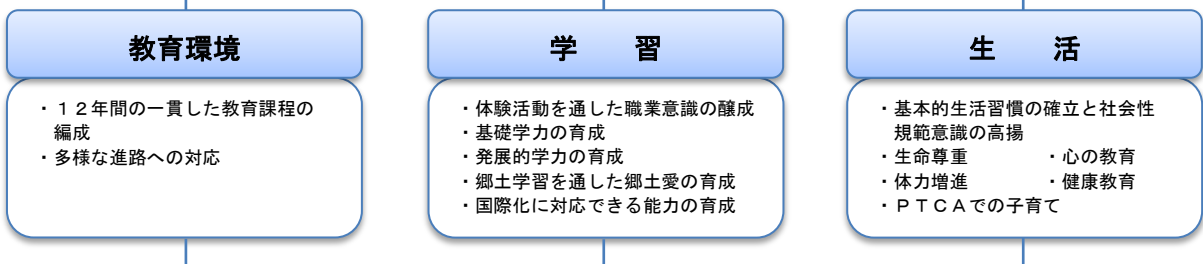 教育環境
・１２年間の一貫した教育課程の
編成
・多様な進路への対応
学　　習
・体験活動を通した職業意識の醸成
・基礎学力の育成
・発展的学力の育成
・郷土学習を通した郷土愛の育成
・国際化に対応できる能力の育成
生　　活
・基本的生活習慣の確立と社会性
規範意識の高揚
・生命尊重　　　・心の教育
・体力増進　　　・健康教育
・ＰＴＣＡでの子育て